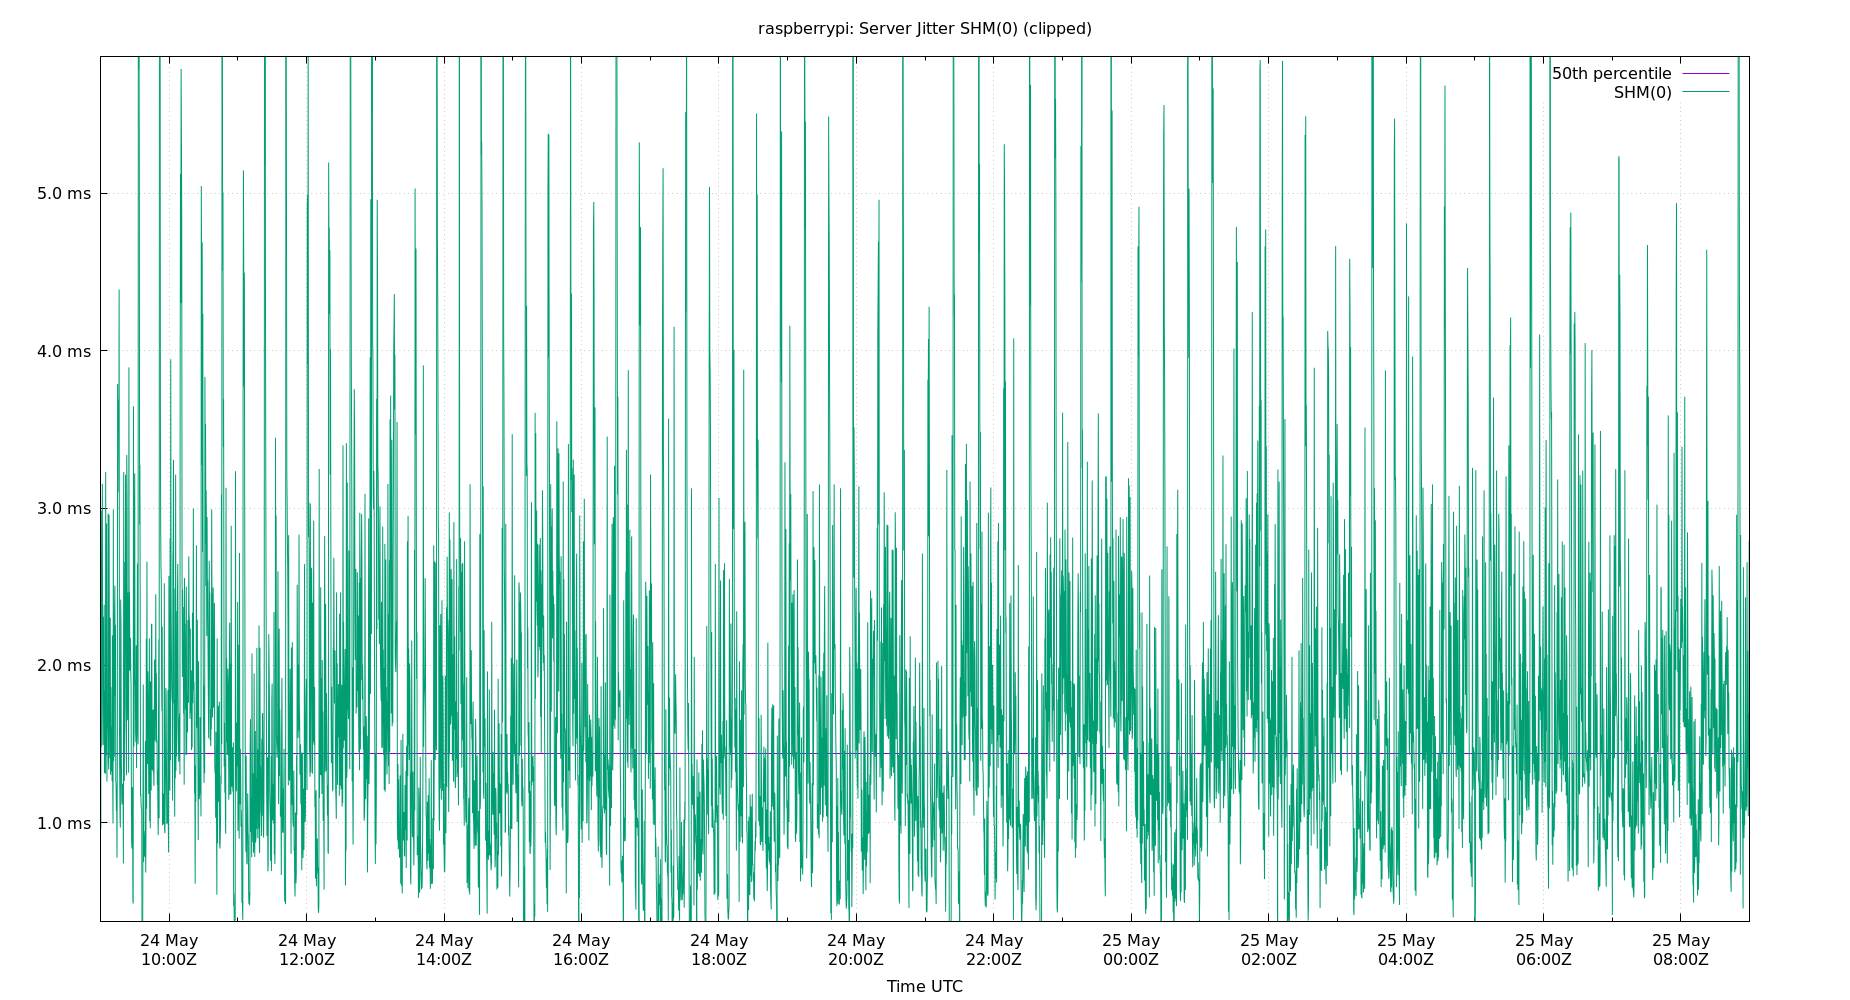 raspberrypi: Server Jitter SHM(0) (clipped)
50th percentile
SHM(0)
5.0 ms
4.0 ms
3.0 ms
2.0 ms
1.0 ms
24 May 24 May 24 May 24 May 24 May 24 May 24 May 25 May 25 May 25 May 25 May 25 May
10:00Z 12:00Z 14:00Z 16:00Z 18:00Z 20:00Z 22:00Z 00:00Z 02:00Z 04:00Z 06:00Z 08:00Z
Time UTC